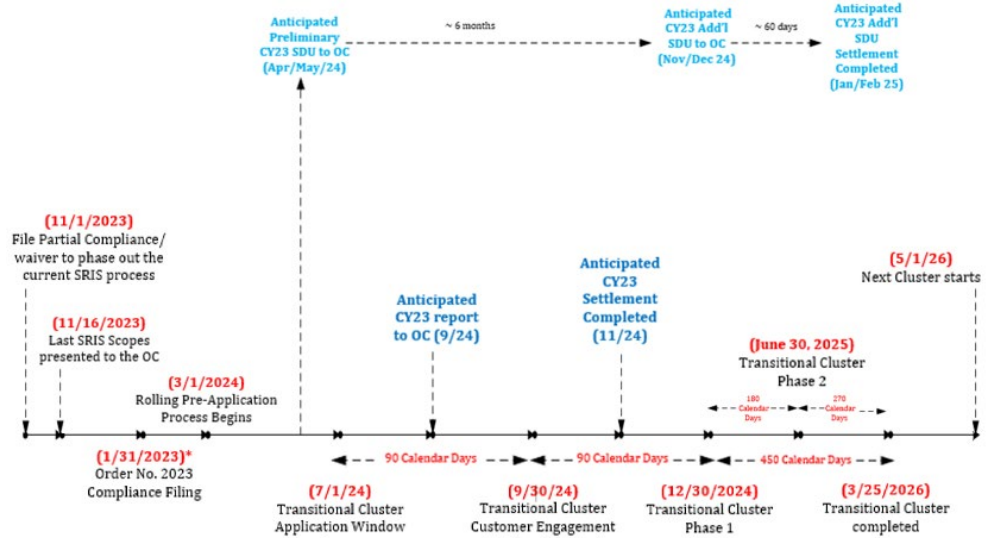 Anticipated
Preliminary
CY23 SDU to OC
(Apr/May/24)
~ 6 months
Anticipated
CY23 Add'l
SDU to OC
(Nov/Dec 24)
~ 60 days
Anticipated
CY23 Add'l
SDU
Settlement
Completed
(Jan/Feb 25)
(11/1/2023)
File Partial Compliance/
waiver to phase out the
current SRIS process
(11/16/2023)
Last SRIS Scopes
presented to the OC
(3/1/2024)
Rolling Pre-Application
Process Begins
Anticipated
CY23 report
to OC (9/24)
Anticipated
CY23
Settlement
Completed
(11/24)
(June 30, 2025)
Transitional Cluster
Phase 2
180
Calendar
Days
270
Calendar
Days
(5/1/26)
Next Cluster starts
(1/31/2023)*
Order No. 2023
Compliance Filing
90 Calendar Days
90 Calendar Days
450 Calendar Days
(7/1/24)
Transitional Cluster
Application Window
(9/30/24)
Transitional Cluster
Customer Engagement
(12/30/2024)
Transitional Cluster
Phase 1
(3/25/2026)
Transitional Cluster
completed